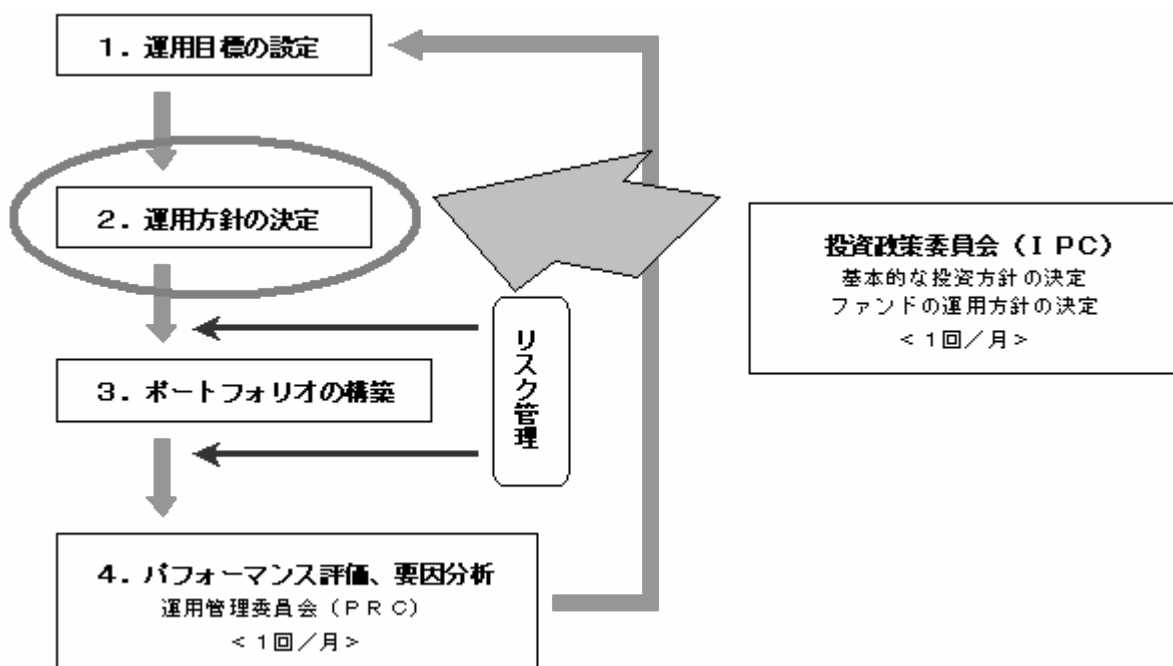 １．運用目標の設定
２．運用方針の決定
投資政策委員会（ＩＰＣ）
基本的な投資方針の決定
ファンドの運用方針の決定
＜１回／月＞
リスク管理
３．ポートフォリオの構築
４．パフォーマンス評価、要因分析
運用管理委員会（ＰＲＣ）
＜１回／月＞